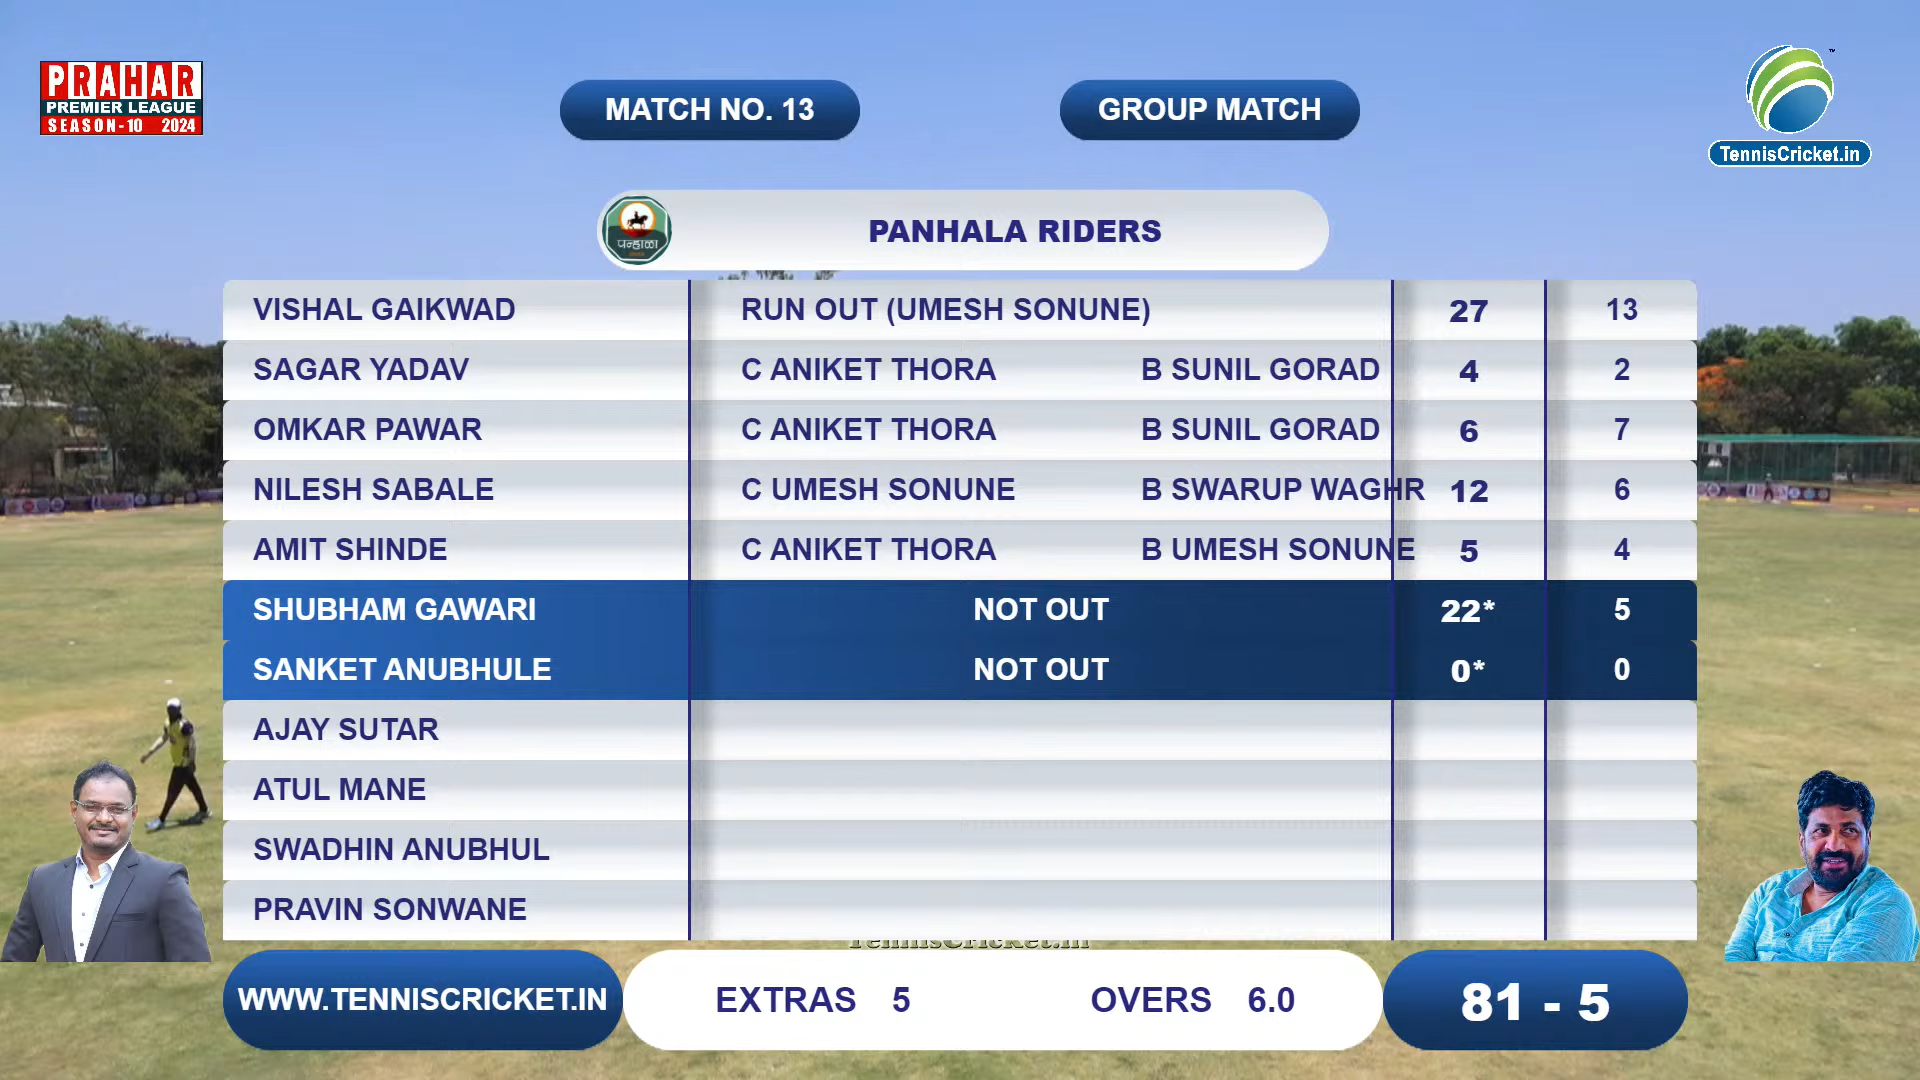 PRAHAR
PREMIER LEAGUE
SEASON-10 2024
MATCH NO. 13
GROUP MATCH
TennisCricket.in
पन्हाळा
PANHALA RIDERS
VISHAL GAIKWAD RUN OUT (UMESH SONUNE) 27 13
SAGAR YADAV C ANIKET THORA B SUNIL GORAD 4 2
OMKAR PAWAR C ANIKET THORA B SUNIL GORAD 6 7
NILESH SABALE C UMESH SONUNE B SWARUP WAGHR 12 6
AMIT SHINDE C ANIKET THORA B UMESH SONUNE 5 4
SHUBHAM GAWARI NOT OUT 22* 5
SANKET ANUBHULE NOT OUT 0* 0
AJAY SUTAR
ATUL MANE
SWADHIN ANUBHUL
PRAVIN SONWANE
TennisCricket.in
WWW.TENNISCRICKET.IN EXTRAS 5 OVERS 6.0 81 - 5